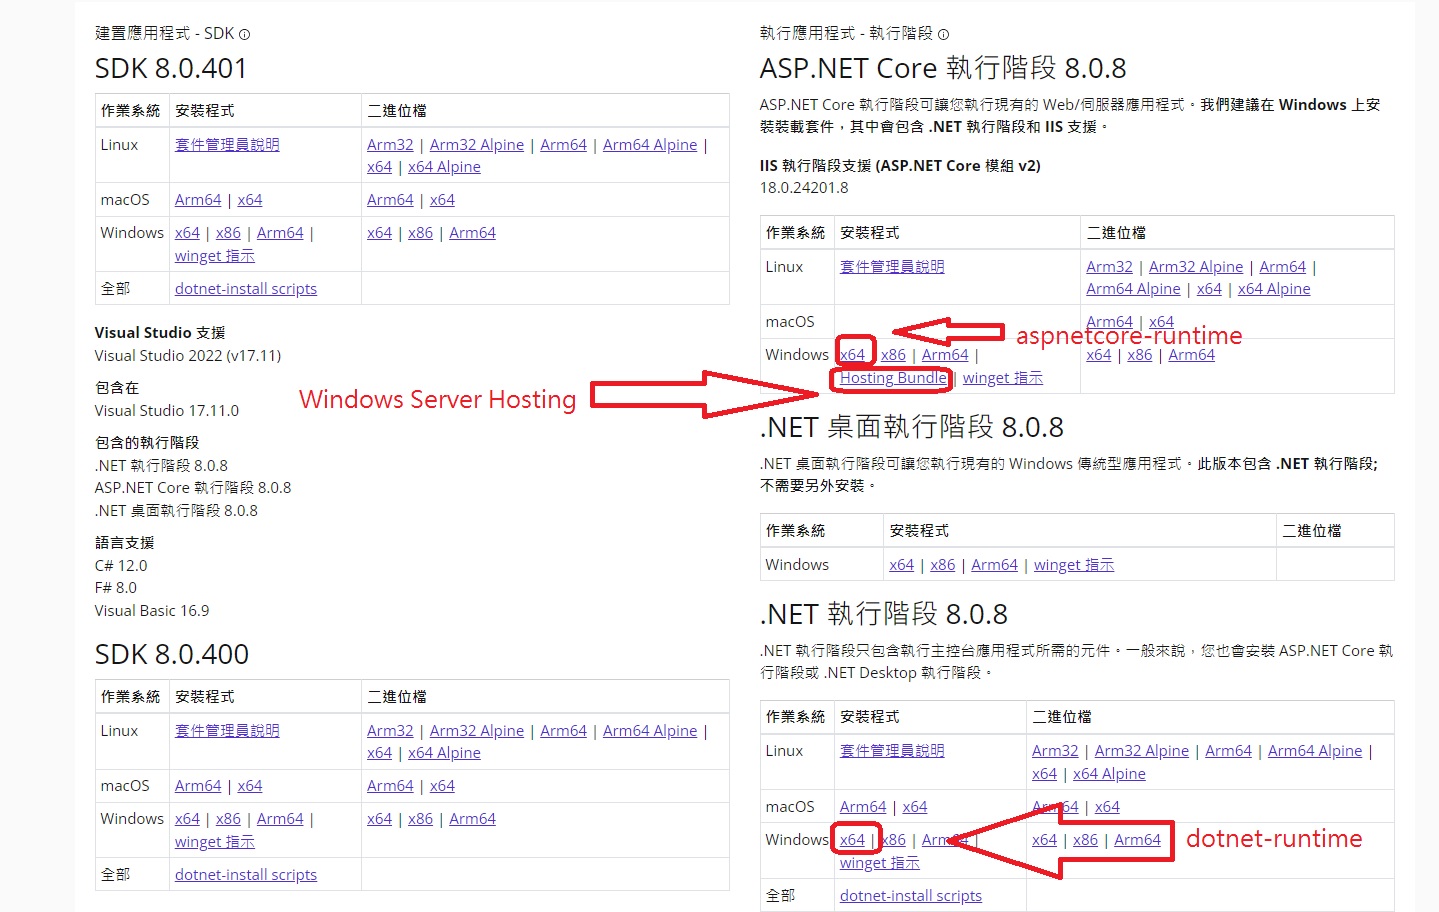 建置應用程式 - SDK
SDK 8.0.401
作業系統 安裝程式 二進位檔
Linux 套件管理員說明 Arm32 | Arm32 Alpine | Arm64 | Arm64 Alpine |
x64 | x64 Alpine
macOS Arm64 | x64 Arm64 | x64
Windows x64 | x86 | Arm64 | x64 | x86 | Arm64
winget 指示
全部 dotnet-install scripts
Visual Studio 支援
Visual Studio 2022 (v17.11)
包含在
Visual Studio 17.11.0
包含的執行階段
.NET 執行階段 8.0.8
ASP.NET Core 執行階段 8.0.8
.NET 桌面執行階段 8.0.8
語言支援
C# 12.0
F# 8.0
Visual Basic 16.9
SDK 8.0.400
作業系統 安裝程式 二進位檔
Linux 套件管理員說明 Arm32 | Arm32 Alpine | Arm64 | Arm64 Alpine |
x64 | x64 Alpine
macOS Arm64 | x64 Arm64 | x64
Windows x64 | x86 | Arm64 | x64 | x86 | Arm64
winget 指示
全部 dotnet-install scripts
執行應用程式 - 執行階段
ASP.NET Core 執行階段 8.0.8
ASP.NET Core 執行階段可讓您執行現有的 Web/伺服器應用程式。我們建議在 Windows 上安
裝裝載套件，其中會包含 .NET 執行階段和 IIS 支援。
IIS 執行階段支援 (ASP.NET Core 模組 v2)
18.0.24201.8
作業系統 安裝程式 二進位檔
Linux 套件管理員說明 Arm32 | Arm32 Alpine | Arm64 |
Arm64 Alpine | x64 | x64 Alpine
macOS Arm64 | x64
aspnetcore-runtime
Windows x64 | x86 | Arm64 | x64 | x86 | Arm64
Hosting Bundle | winget 指示
Windows Server Hosting
.NET 桌面執行階段 8.0.8
.NET 桌面執行階段可讓您執行現有的 Windows 傳統型應用程式。此版本包含 .NET 執行階段;
不需要另外安裝。
作業系統 安裝程式 二進位檔
Windows x64 | x86 | Arm64 | winget 指示
.NET 執行階段 8.0.8
.NET 執行階段只包含執行主控台應用程式所需的元件。一般來說，您也會安裝 ASP.NET Core 執
行階段或 .NET Desktop 執行階段。
作業系統 安裝程式 二進位檔
Linux 套件管理員說明 Arm32 | Arm32 Alpine | Arm64 | Arm64 Alpine |
x64 | x64 Alpine
macOS Arm64 | x64 Arm64 | x64
Windows x64 | x86 | Arm64 | x64 | x86 | Arm64
dotnet-runtime
winget 指示
全部 dotnet-install scripts